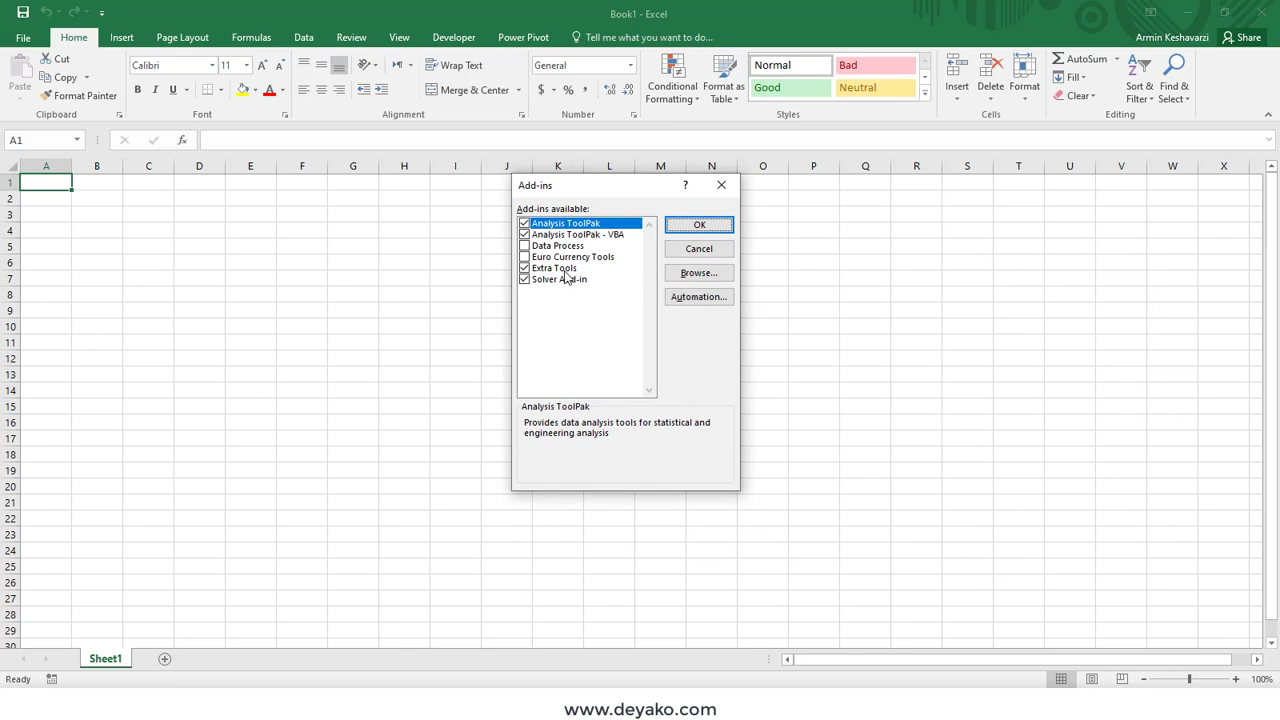 Book1 - Excel
File Home Insert Page Layout Formulas Data Review View Developer Power Pivot Tell me what you want to do... Armin Keshavarzi Share
Paste
Cut
Copy
Format Painter
Clipboard
Calibri 11
B I U
A A
Font
Wrap Text
Merge & Center
Alignment
General
$ % ,
Number
Conditional Formatting
Format as Table
Normal Bad
Good Neutral
Styles
Insert Delete Format
Cells
AutoSum
Fill
Clear
Sort & Filter
Find & Select
Editing
A1 fx
A B C D E F G H I J K L M N O P Q R S T U V W X
1
2
3
4
5
6
7
8
9
10
11
12
13
14
15
16
17
18
19
20
21
22
23
24
25
26
27
28
29
30
Add-ins ?
Add-ins available:
Analysis ToolPak
Analysis ToolPak - VBA
Data Process
Euro Currency Tools
Extra Tools
Solver Add-in
OK
Cancel
Browse...
Automation...
Analysis ToolPak
Provides data analysis tools for statistical and
engineering analysis
Sheet1
Ready 100%
www.deyako.com